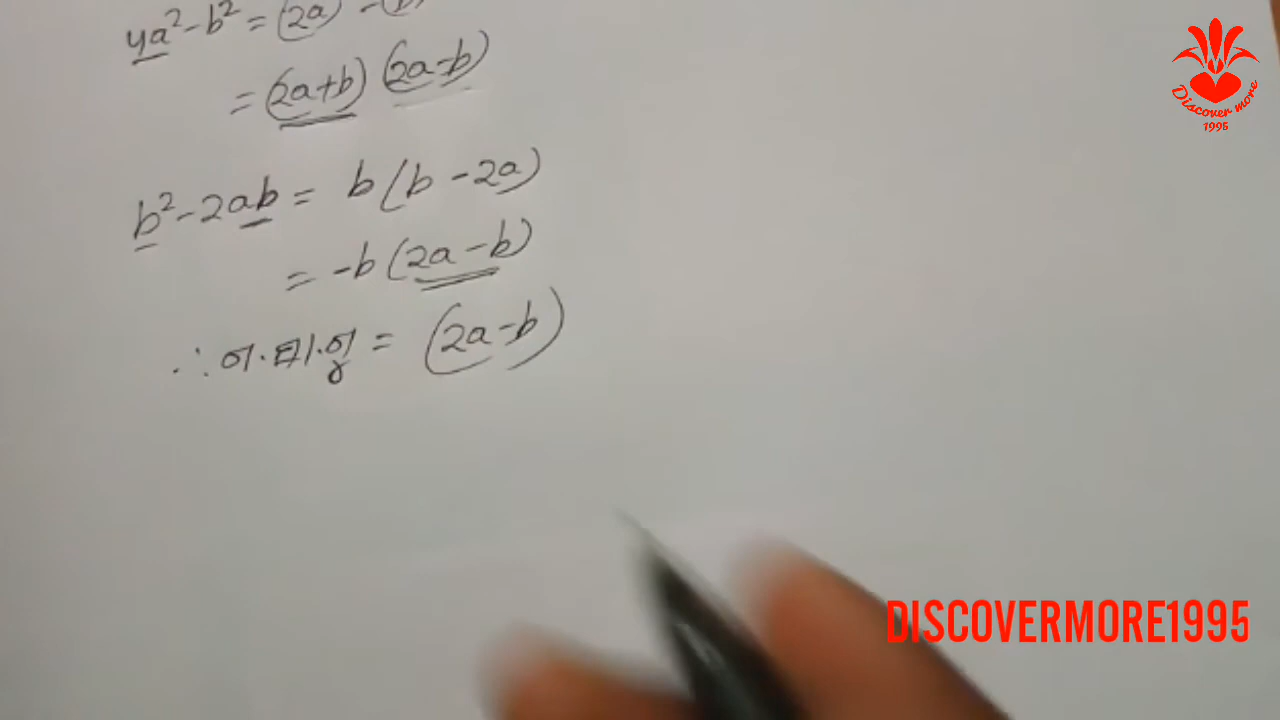 4a² - b² = (2a)
= (2a+b) (2a-b)
b² - 2ab = b(b - 2a)
= -b(2a - b)
∴ സ.ഘ.സു = (2a - b)
Discover more
1995
DISCOVERMORE1995